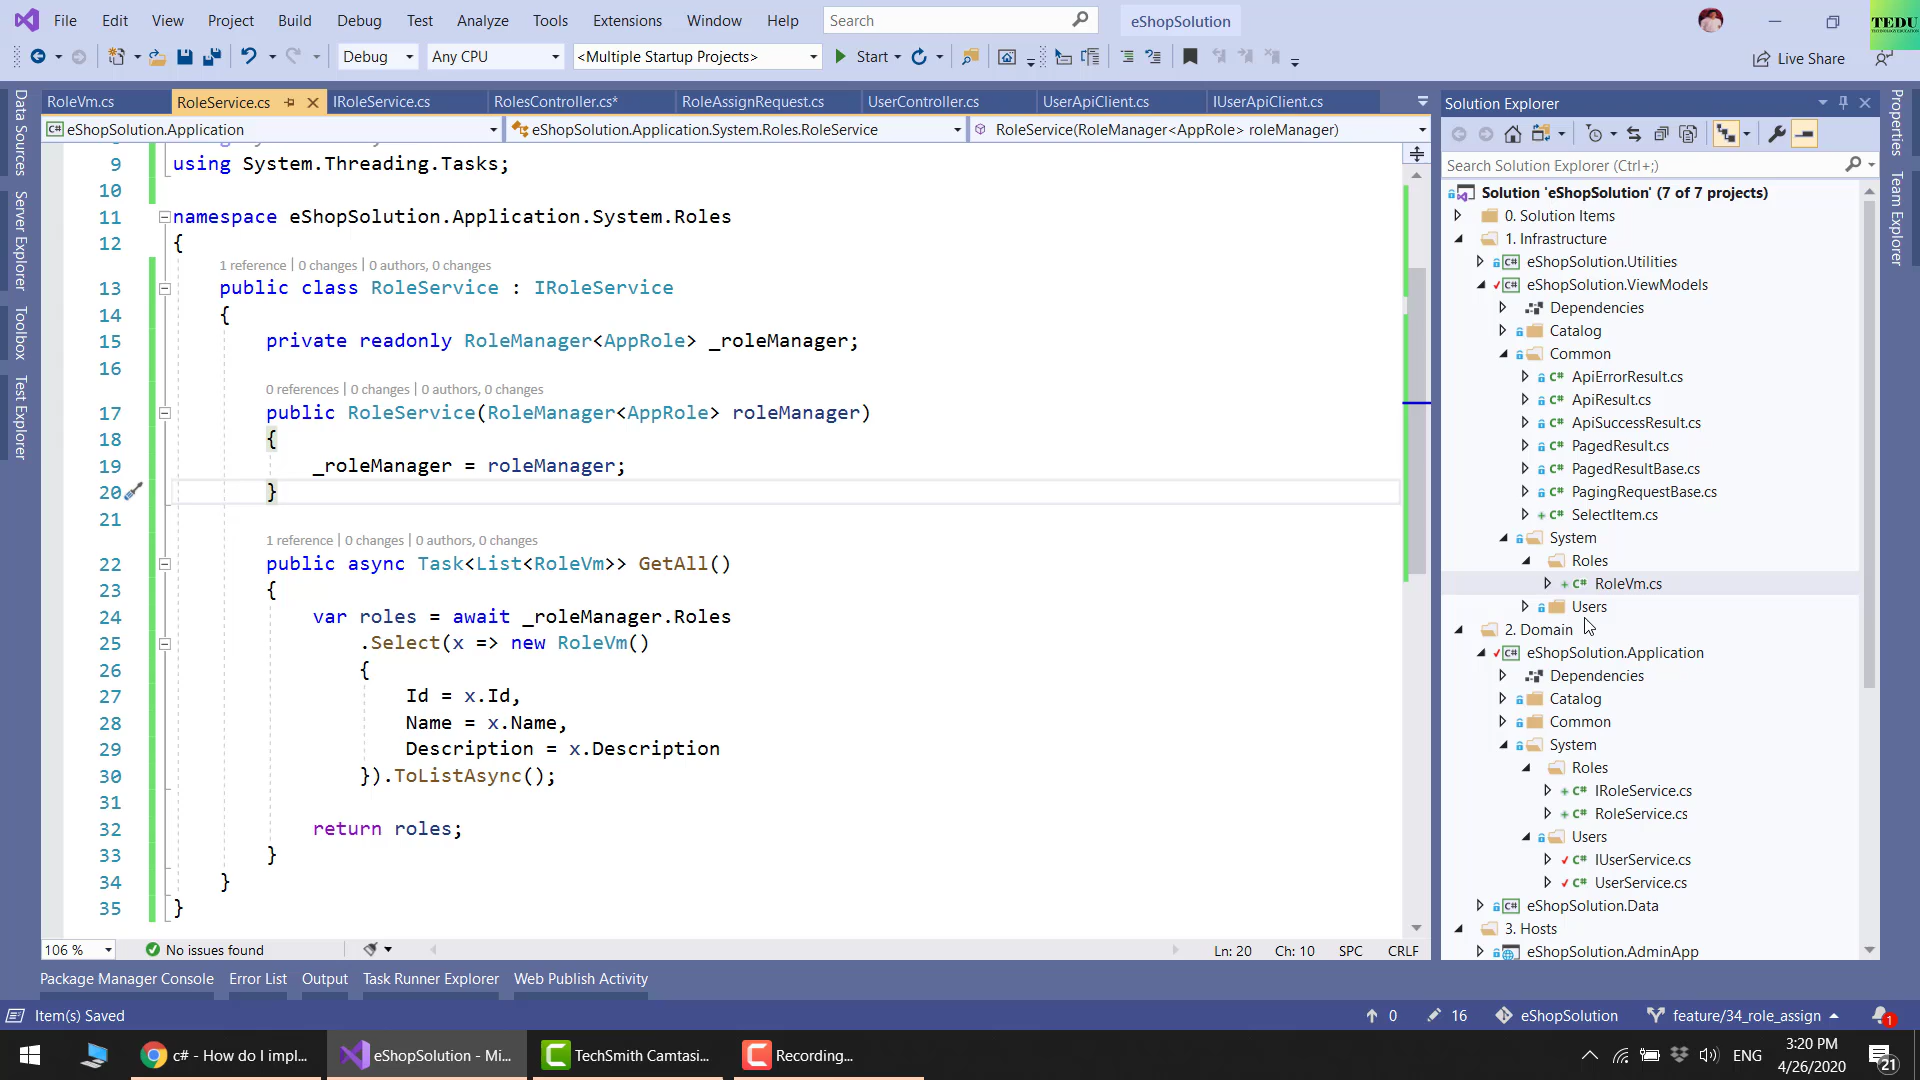 File Edit View Project Build Debug Test Analyze Tools Extensions Window Help Search eShopSolution
TEDU
Debug Any CPU <Multiple Startup Projects> Start Live Share
RoleVm.cs RoleService.cs IRoleService.cs RolesController.cs* RoleAssignRequest.cs UserController.cs UserApiClient.cs IUserApiClient.cs
eShopSolution.Application eShopSolution.Application.System.Roles.RoleService RoleService(RoleManager<AppRole> roleManager)
Data Sources
Server Explorer
Toolbox
Test Explorer
9 using System.Threading.Tasks;
10
11 namespace eShopSolution.Application.System.Roles
12 {
1 reference | 0 changes | 0 authors, 0 changes
13 public class RoleService : IRoleService
14 {
15 private readonly RoleManager<AppRole> _roleManager;
16
0 references | 0 changes | 0 authors, 0 changes
17 public RoleService(RoleManager<AppRole> roleManager)
18 {
19 _roleManager = roleManager;
20 }
21
1 reference | 0 changes | 0 authors, 0 changes
22 public async Task<List<RoleVm>> GetAll()
23 {
24 var roles = await _roleManager.Roles
25 .Select(x => new RoleVm()
26 {
27 Id = x.Id,
28 Name = x.Name,
29 Description = x.Description
30 }).ToListAsync();
31
32 return roles;
33 }
34 }
35 }
106 % No issues found Ln: 20 Ch: 10 SPC CRLF
Package Manager Console Error List Output Task Runner Explorer Web Publish Activity
Solution Explorer
Search Solution Explorer (Ctrl+;)
Solution 'eShopSolution' (7 of 7 projects)
0. Solution Items
1. Infrastructure
eShopSolution.Utilities
eShopSolution.ViewModels
Dependencies
Catalog
Common
C# ApiErrorResult.cs
C# ApiResult.cs
C# ApiSuccessResult.cs
C# PagedResult.cs
C# PagedResultBase.cs
C# PagingRequestBase.cs
C# SelectItem.cs
System
Roles
C# RoleVm.cs
Users
2. Domain
eShopSolution.Application
Dependencies
Catalog
Common
System
Roles
C# IRoleService.cs
C# RoleService.cs
Users
C# IUserService.cs
C# UserService.cs
eShopSolution.Data
3. Hosts
eShopSolution.AdminApp
Properties
Team Explorer
Item(s) Saved 0 16 eShopSolution feature/34_role_assign 1
c# - How do I impl... eShopSolution - Mi... TechSmith Camtasi... Recording... ENG 3:20 PM
4/26/2020
21